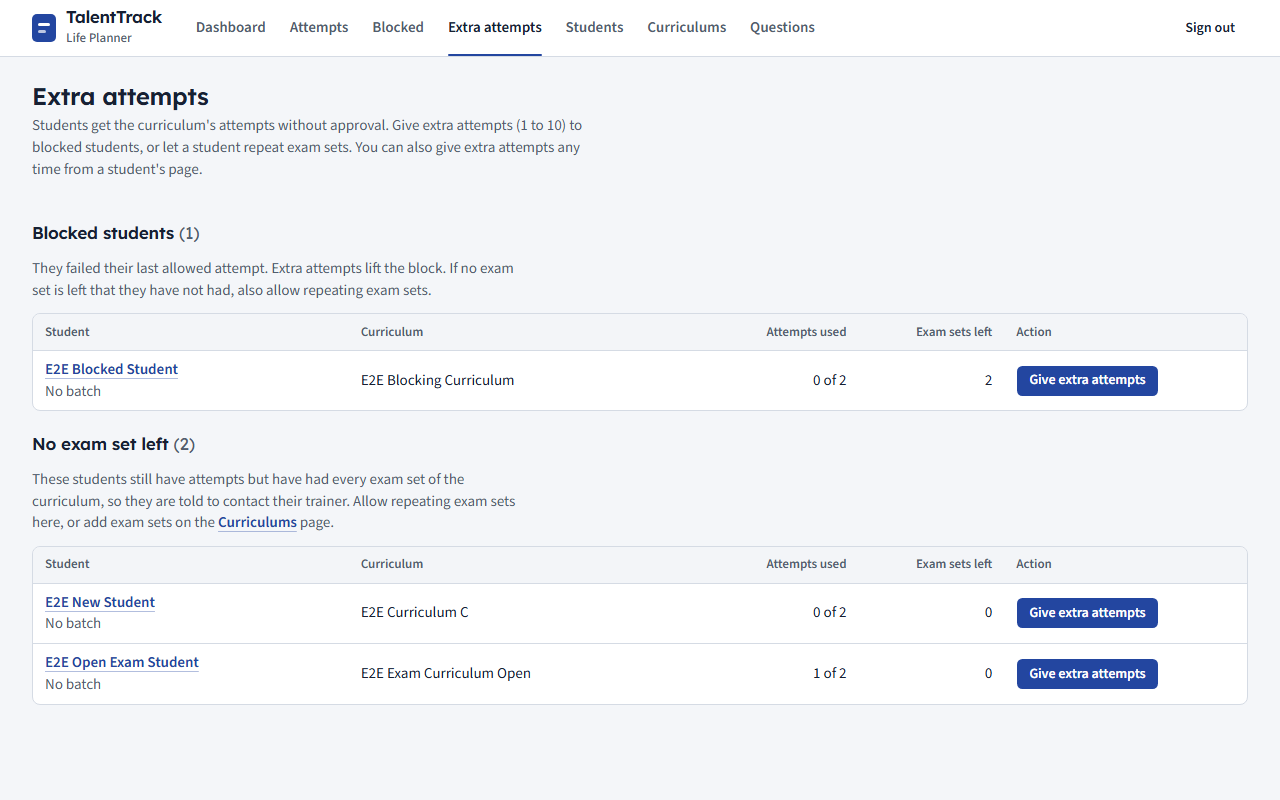 TalentTrack
Life Planner
Dashboard
Attempts
Blocked
Extra attempts
Students
Curriculums
Questions
Sign out
Extra attempts
Students get the curriculum's attempts without approval. Give extra attempts (1 to 10) to
blocked students, or let a student repeat exam sets. You can also give extra attempts any
time from a student's page.
Blocked students (1)
They failed their last allowed attempt. Extra attempts lift the block. If no exam
set is left that they have not had, also allow repeating exam sets.
Student Curriculum Attempts used Exam sets left Action
E2E Blocked Student
No batch
E2E Blocking Curriculum 0 of 2 2 Give extra attempts
No exam set left (2)
These students still have attempts but have had every exam set of the
curriculum, so they are told to contact their trainer. Allow repeating exam sets
here, or add exam sets on the Curriculums page.
Student Curriculum Attempts used Exam sets left Action
E2E New Student
No batch
E2E Curriculum C 0 of 2 0 Give extra attempts
E2E Open Exam Student
No batch
E2E Exam Curriculum Open 1 of 2 0 Give extra attempts